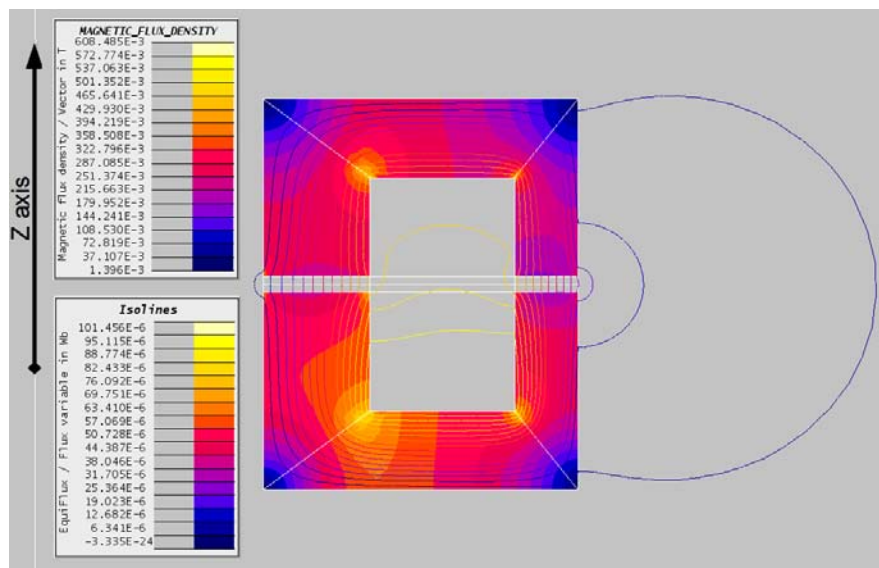 MAGNETIC_FLUX_DENSITY
608.485E-3
572.774E-3
537.063E-3
501.352E-3
465.641E-3
429.930E-3
394.219E-3
358.508E-3
322.796E-3
287.085E-3
251.374E-3
215.663E-3
179.952E-3
144.241E-3
108.530E-3
72.819E-3
37.107E-3
1.396E-3
Magnetic flux density / Vector in T
Z axis
Isolines
101.456E-6
95.115E-6
88.774E-6
82.433E-6
76.092E-6
69.751E-6
63.410E-6
57.069E-6
50.728E-6
44.387E-6
38.046E-6
31.705E-6
25.364E-6
19.023E-6
12.682E-6
6.341E-6
-3.335E-24
EquiFlux / Flux variable in Wb